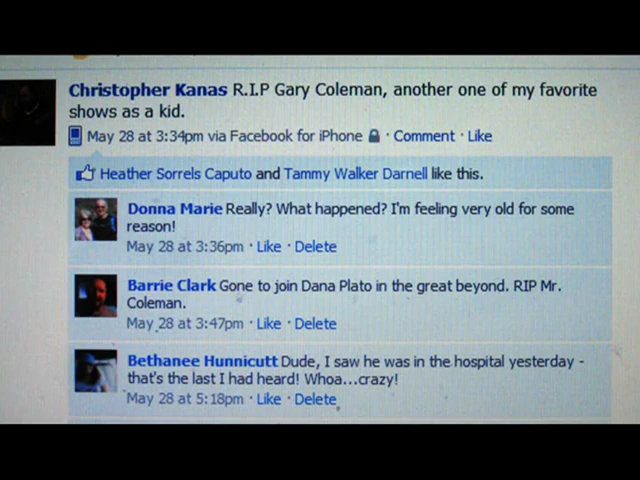 Christopher Kanas R.I.P Gary Coleman, another one of my favorite
shows as a kid.
May 28 at 3:34pm via Facebook for iPhone · Comment · Like
Heather Sorrels Caputo and Tammy Walker Darnell like this.
Donna Marie Really? What happened? I'm feeling very old for some
reason!
May 28 at 3:36pm · Like · Delete
Barrie Clark Gone to join Dana Plato in the great beyond. RIP Mr.
Coleman.
May 28 at 3:47pm · Like · Delete
Bethanee Hunnicutt Dude, I saw he was in the hospital yesterday -
that's the last I had heard! Whoa...crazy!
May 28 at 5:18pm · Like · Delete